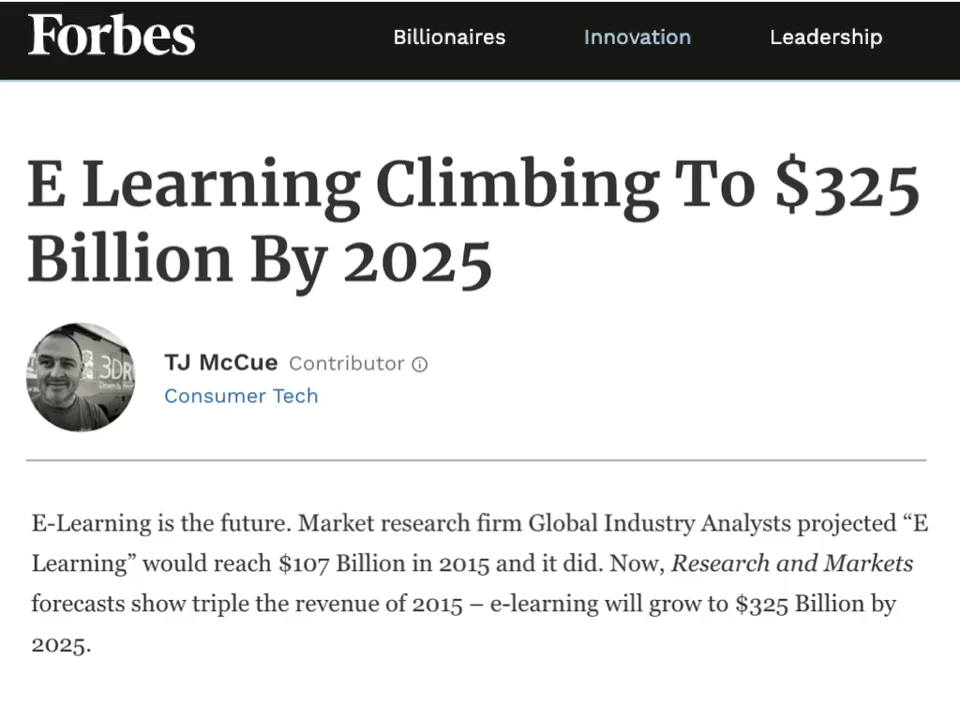 Forbes
Billionaires
Innovation
Leadership
E Learning Climbing To $325
Billion By 2025
3DR
TJ McCue Contributor
Consumer Tech
E-Learning is the future. Market research firm Global Industry Analysts projected “E
Learning” would reach $107 Billion in 2015 and it did. Now, Research and Markets
forecasts show triple the revenue of 2015 – e-learning will grow to $325 Billion by
2025.